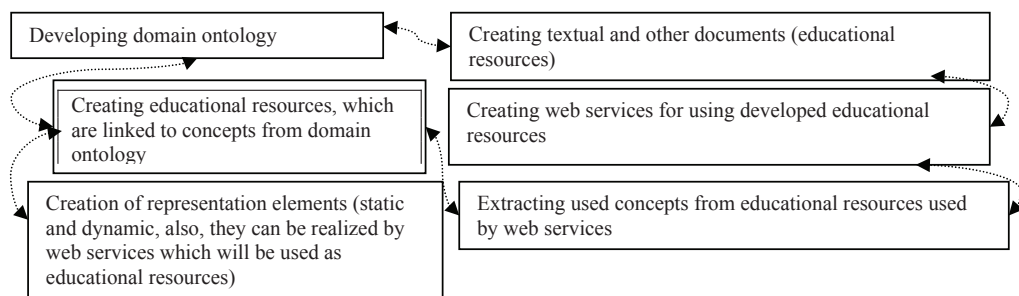 Developing domain ontology
Creating textual and other documents (educational
resources)
Creating educational resources, which
are linked to concepts from domain
ontology
Creating web services for using developed educational
resources
Creation of representation elements (static
and dynamic, also, they can be realized by
web services which will be used as
educational resources)
Extracting used concepts from educational resources used
by web services